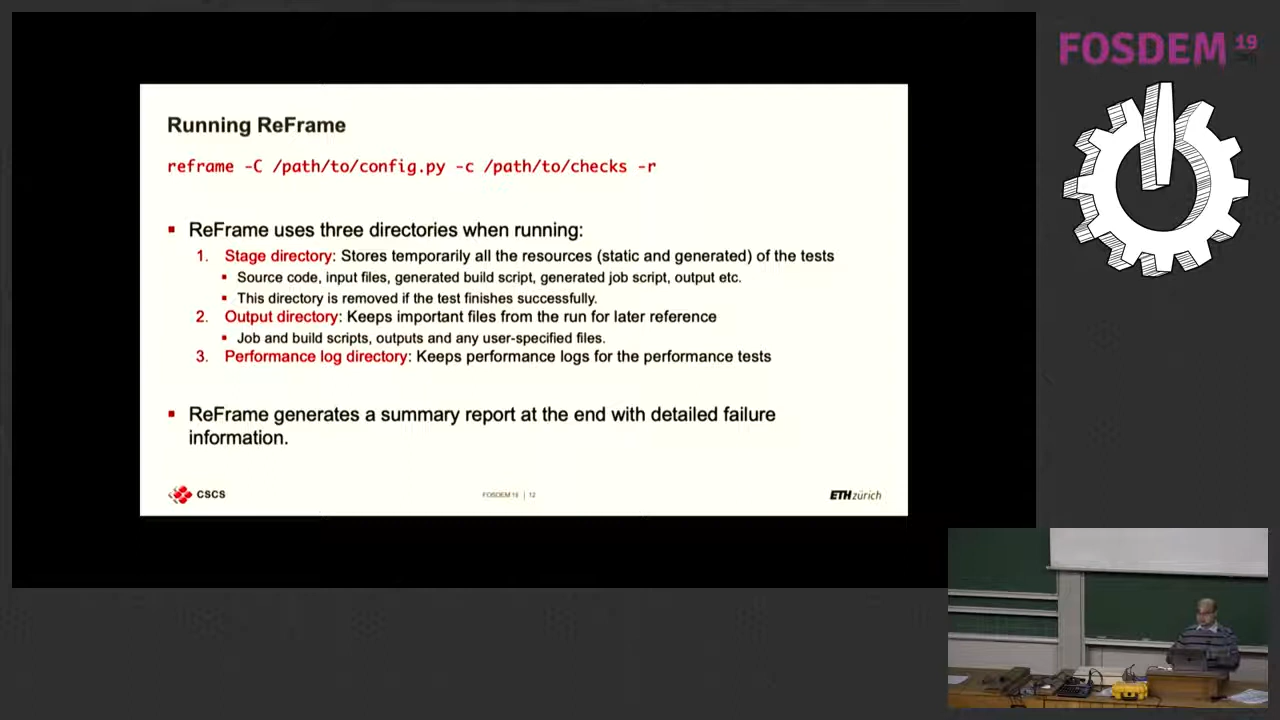 FOSDEM 19
Running ReFrame
reframe -C /path/to/config.py -c /path/to/checks -r
▪ ReFrame uses three directories when running:
1. Stage directory: Stores temporarily all the resources (static and generated) of the tests
▪ Source code, input files, generated build script, generated job script, output etc.
▪ This directory is removed if the test finishes successfully.
2. Output directory: Keeps important files from the run for later reference
▪ Job and build scripts, outputs and any user-specified files.
3. Performance log directory: Keeps performance logs for the performance tests
▪ ReFrame generates a summary report at the end with detailed failure
information.
CSCS
FOSDEM 19 | 12
ETH zürich